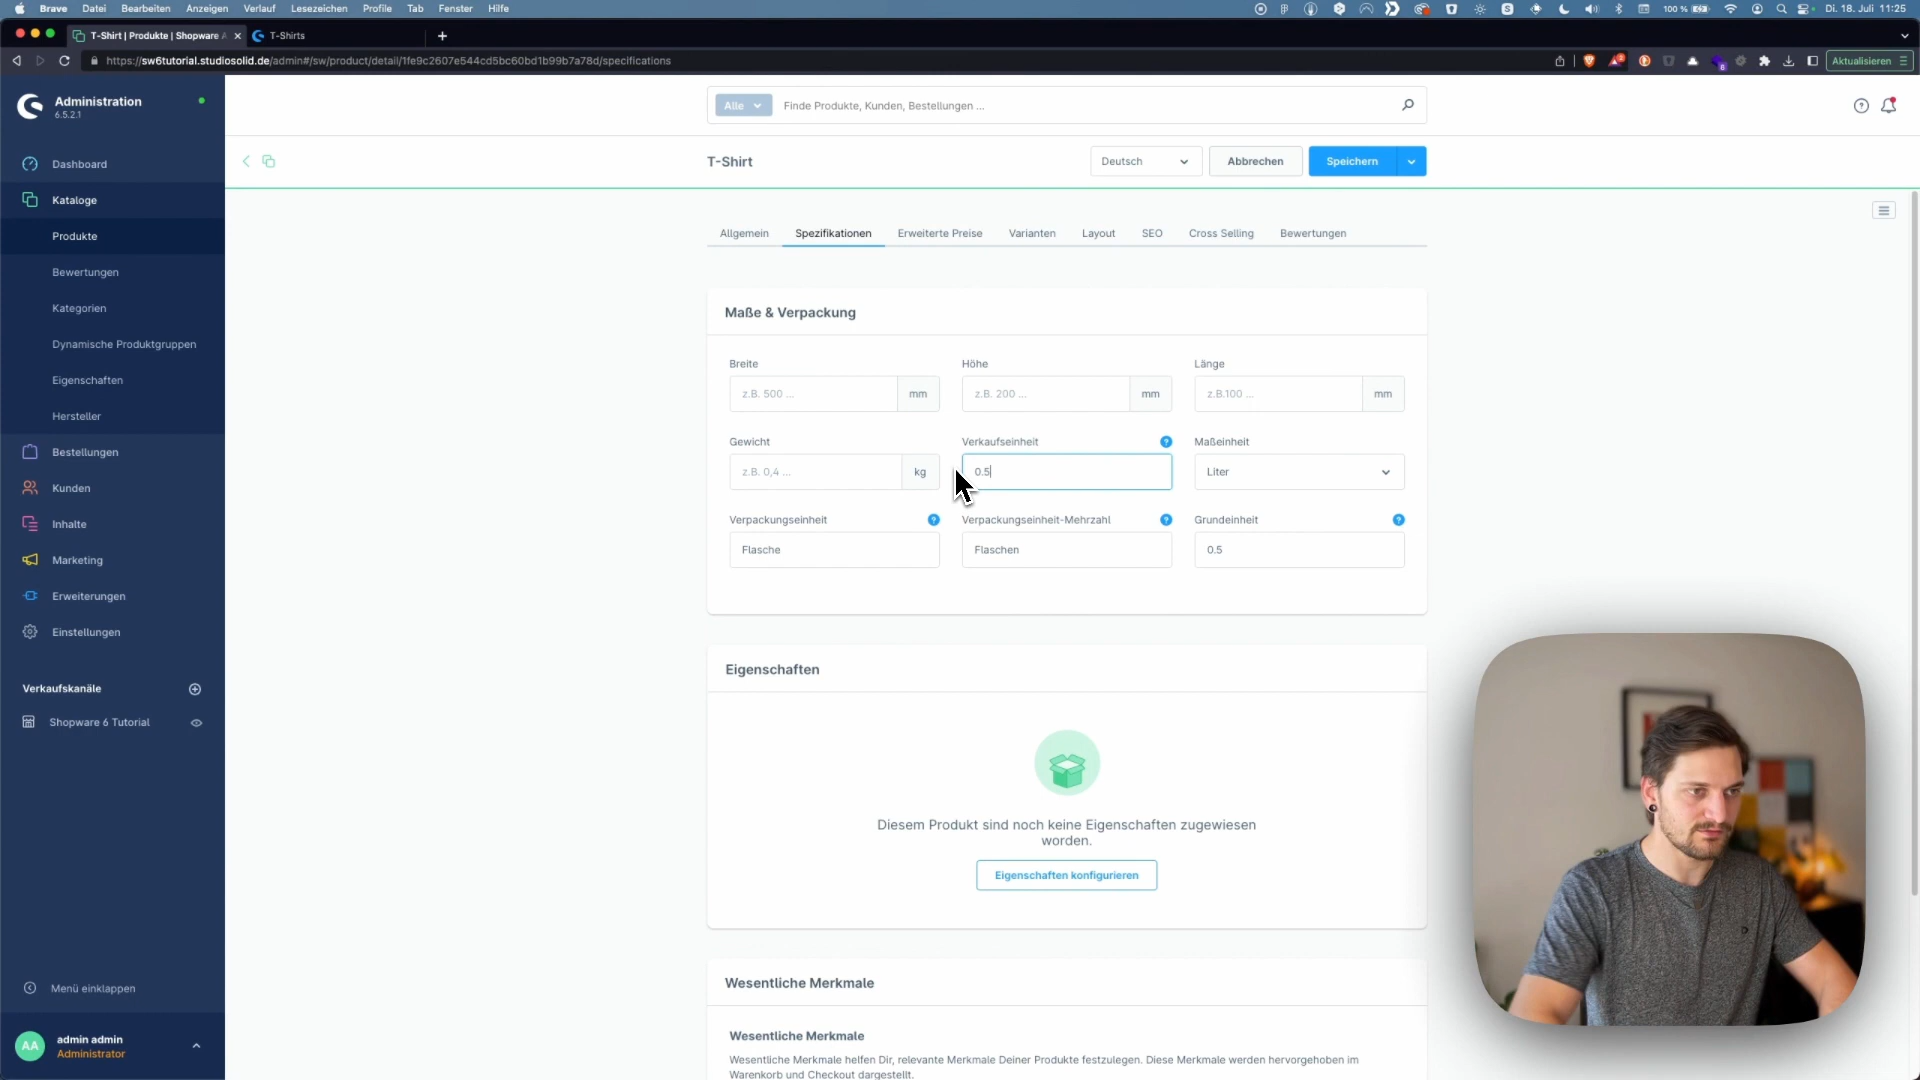 Brave Datei Bearbeiten Anzeigen Verlauf Lesezeichen Profile Tab Fenster Hilfe 100 % Di. 18. Juli 11:25
T-Shirt | Produkte | Shopware A T-Shirts
https://sw6tutorial.studiosolid.de/admin#/sw/product/detail/1fe9c2607e544cd5bc60bd1b99b7a78d/specifications Aktualisieren
Administration
6.5.2.1
Alle Finde Produkte, Kunden, Bestellungen ...
T-Shirt Deutsch Abbrechen Speichern
Dashboard
Kataloge
Produkte
Bewertungen
Kategorien
Dynamische Produktgruppen
Eigenschaften
Hersteller
Bestellungen
Kunden
Inhalte
Marketing
Erweiterungen
Einstellungen
Verkaufskanäle
Shopware 6 Tutorial
Menü einklappen
AA
admin admin
Administrator
Allgemein Spezifikationen Erweiterte Preise Varianten Layout SEO Cross Selling Bewertungen
Maße & Verpackung
Breite Höhe Länge
z.B. 500 ... mm z.B. 200 ... mm z.B.100 ... mm
Gewicht Verkaufseinheit ? Maßeinheit
z.B. 0,4 ... kg 0.5 Liter
Verpackungseinheit ? Verpackungseinheit-Mehrzahl ? Grundeinheit ?
Flasche Flaschen 0.5
Eigenschaften
Diesem Produkt sind noch keine Eigenschaften zugewiesen
worden.
Eigenschaften konfigurieren
Wesentliche Merkmale
Wesentliche Merkmale
Wesentliche Merkmale helfen Dir, relevante Merkmale Deiner Produkte festzulegen. Diese Merkmale werden hervorgehoben im
Warenkorb und Checkout dargestellt.